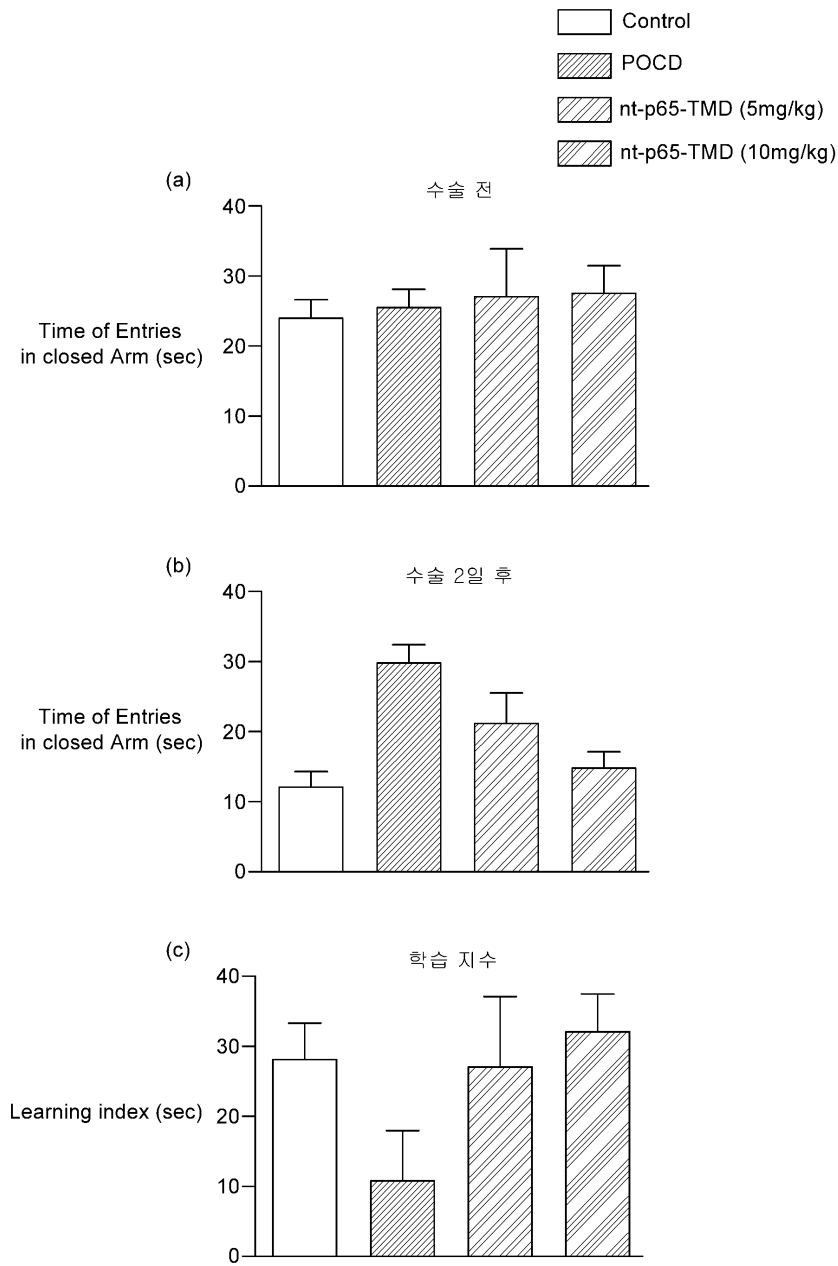 Control
POCD
nt-p65-TMD (5mg/kg)
nt-p65-TMD (10mg/kg)
(a)
수술 전
40
30
20
10
0
Time of Entries
in closed Arm (sec)
(b)
수술 2일 후
40
30
20
10
0
Time of Entries
in closed Arm (sec)
(c)
학습 지수
40
30
20
10
0
Learning index (sec)